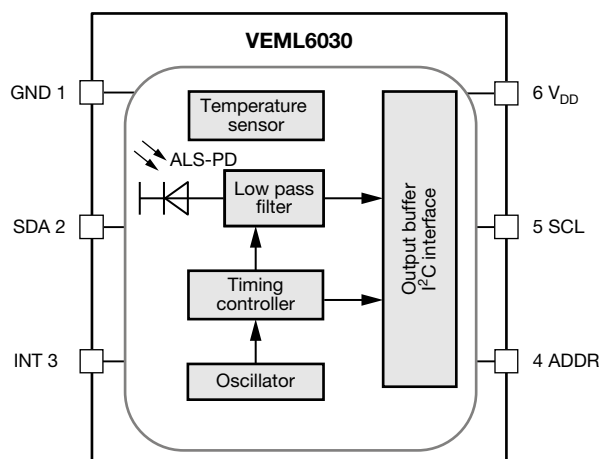 VEML6030
GND 1
6 VDD
Temperature
sensor
ALS-PD
Low pass
filter
SDA 2
5 SCL
Output buffer
I²C interface
Timing
controller
INT 3
4 ADDR
Oscillator